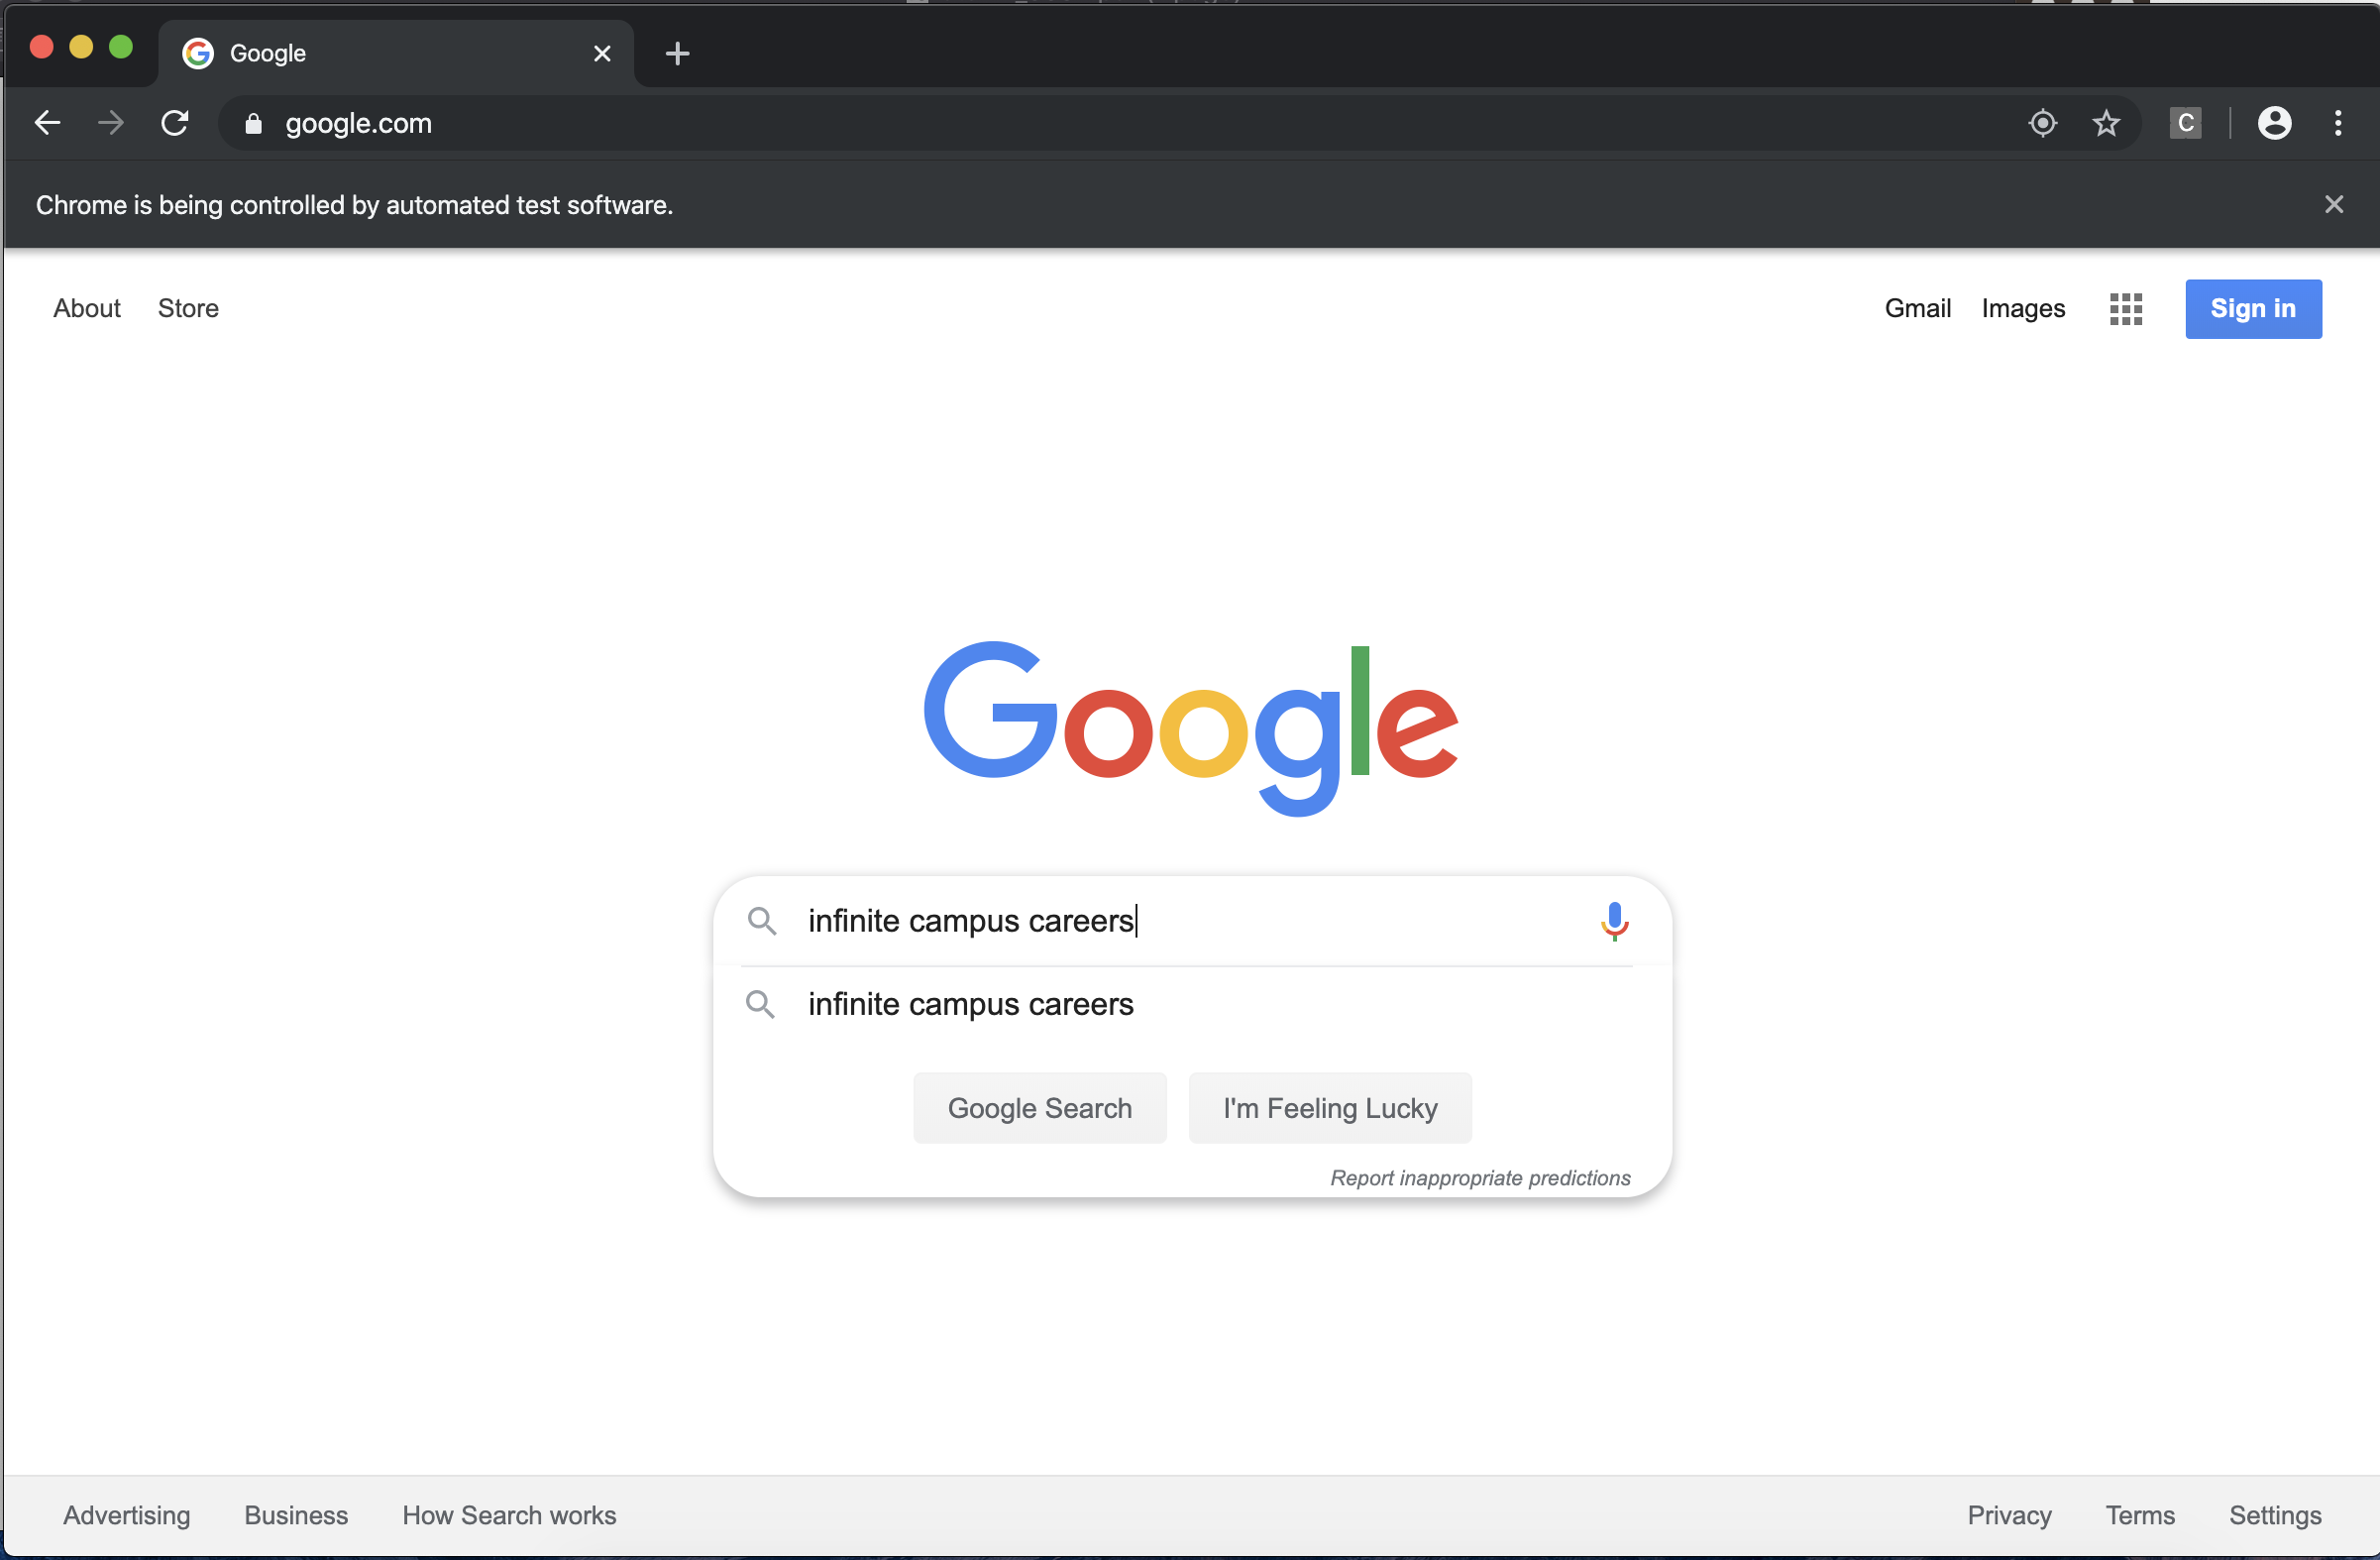 Google
google.com
C
Chrome is being controlled by automated test software.
About Store Gmail Images Sign in
Google
infinite campus careers
infinite campus careers
Google Search I'm Feeling Lucky
Report inappropriate predictions
Advertising Business How Search works Privacy Terms Settings